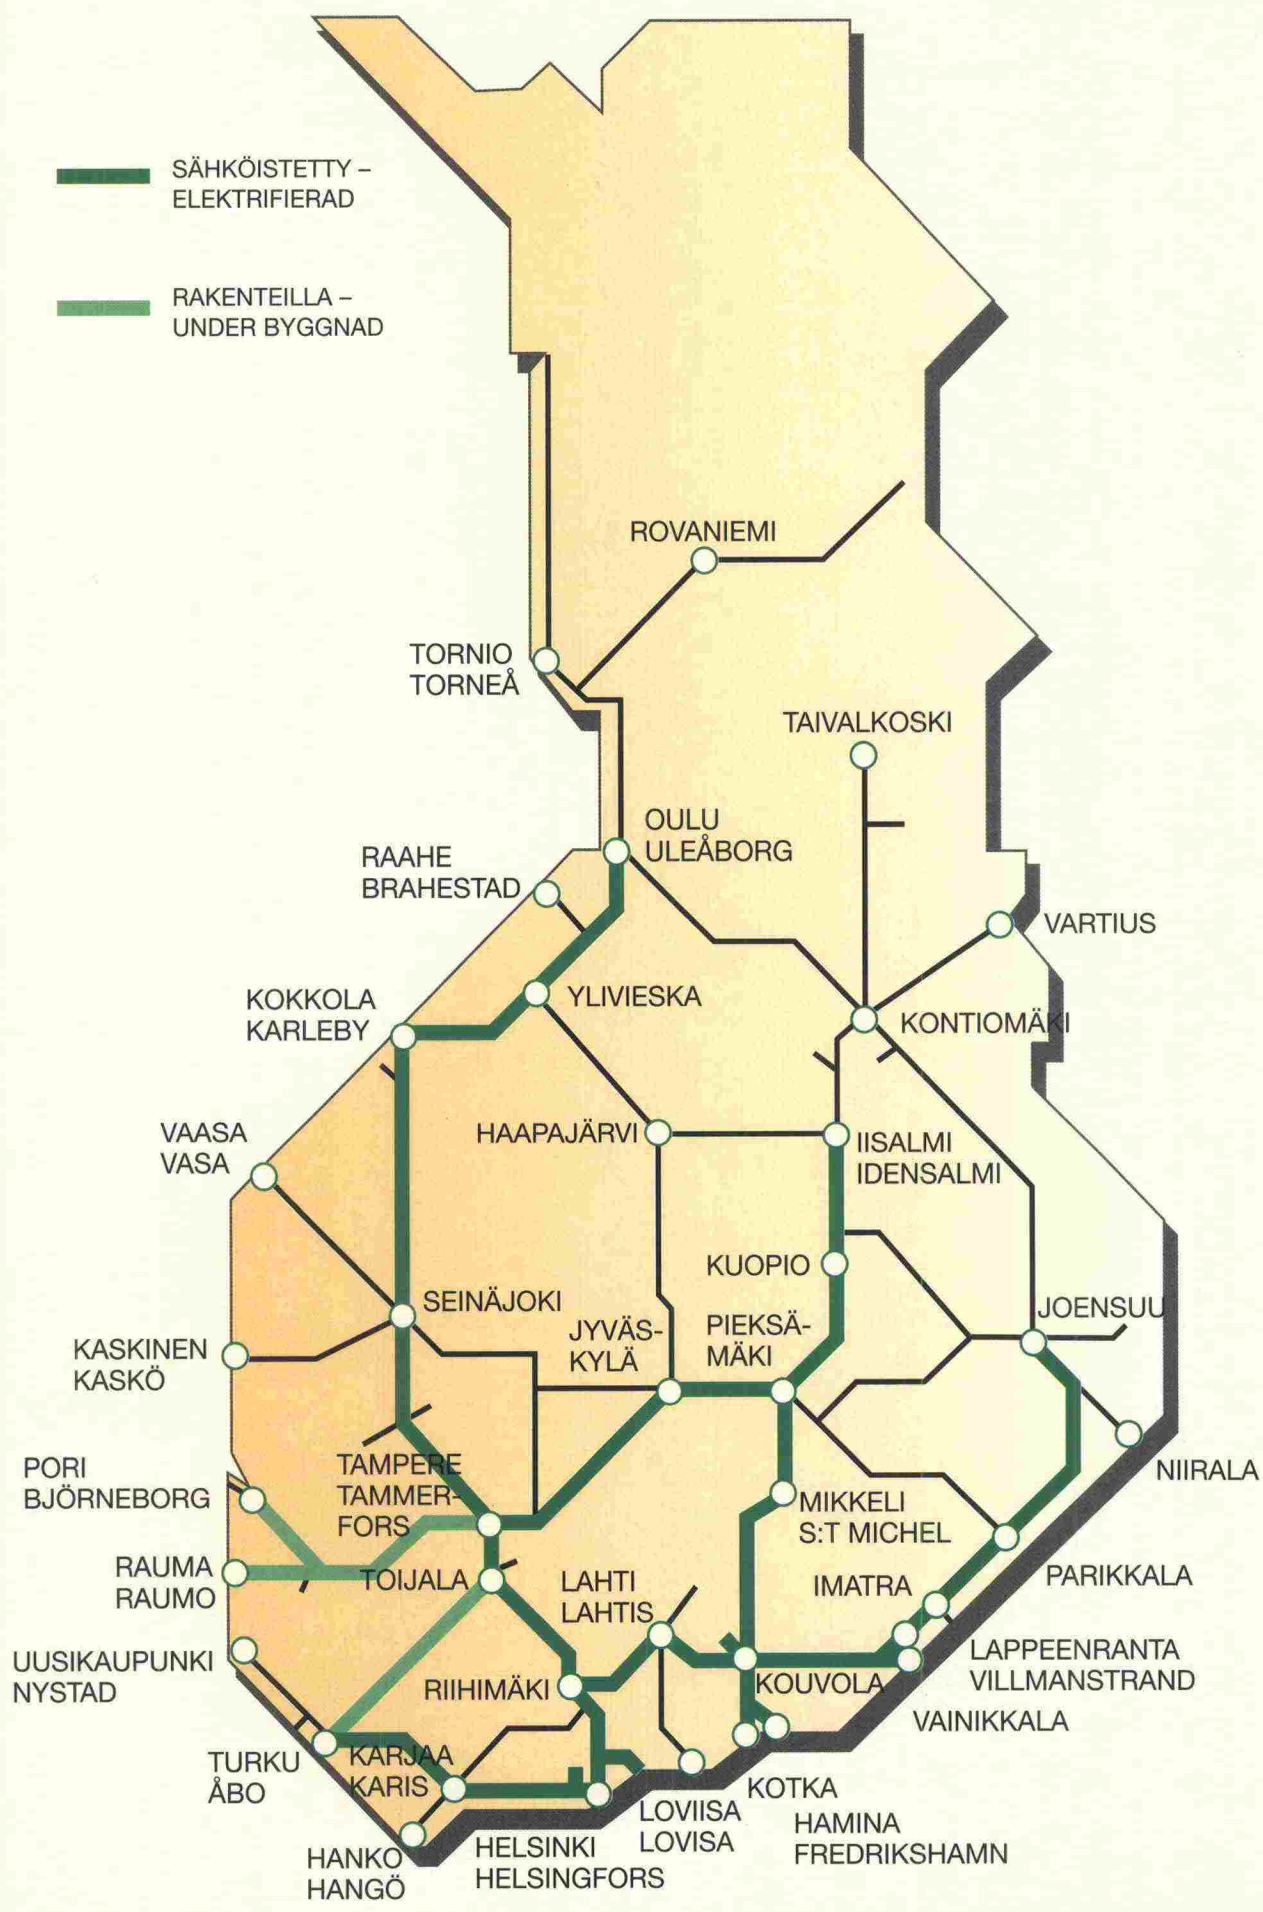 SÄHKÖISTETTY –
ELEKTRIFIERAD
RAKENTEILLA –
UNDER BYGGNAD
ROVANIEMI
TORNIO
TORNEÅ
TAIVALKOSKI
OULU
ULEÅBORG
RAAHE
BRAHESTAD
VARTIUS
KOKKOLA
KARLEBY
YLIVIESKA
KONTIOMÄKI
VAASA
VASA
HAAPAJÄRVI
IISALMI
IDENSALMI
KUOPIO
SEINÄJOKI
JOENSUU
JYVÄS-
KYLÄ
PIEKSÄ-
MÄKI
KASKINEN
KASKÖ
PORI
BJÖRNEBORG
TAMPERE
TAMMER-
FORS
NIIRALA
MIKKELI
S:T MICHEL
RAUMA
RAUMO
TOIJALA
LAHTI
LAHTIS
IMATRA
PARIKKALA
UUSIKAUPUNKI
NYSTAD
RIIHIMÄKI
KOUVOLA
LAPPEENRANTA
VILLMANSTRAND
VAINIKKALA
TURKU
ÅBO
KARJAA
KARIS
KOTKA
LOVIISA
LOVISA
HAMINA
FREDRIKSHAMN
HELSINKI
HELSINGFORS
HANKO
HANGÖ